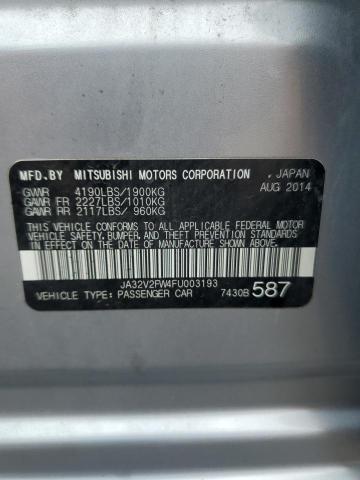 MFD.BY MITSUBISHI MOTORS CORPORATION , JAPAN
AUG 2014
GVWR 4190LBS/1900KG
GAWR FR 2227LBS/1010KG
GAWR RR 2117LBS/ 960KG
THIS VEHICLE CONFORMS TO ALL APPLICABLE FEDERAL MOTOR
VEHICLE SAFETY, BUMPER, AND THEFT PREVENTION STANDARDS
IN EFFECT ON THE DATE OF MANUFACTURE SHOWN ABOVE.
JA32V2FW4FU003193
VEHICLE TYPE: PASSENGER CAR 7430B 587